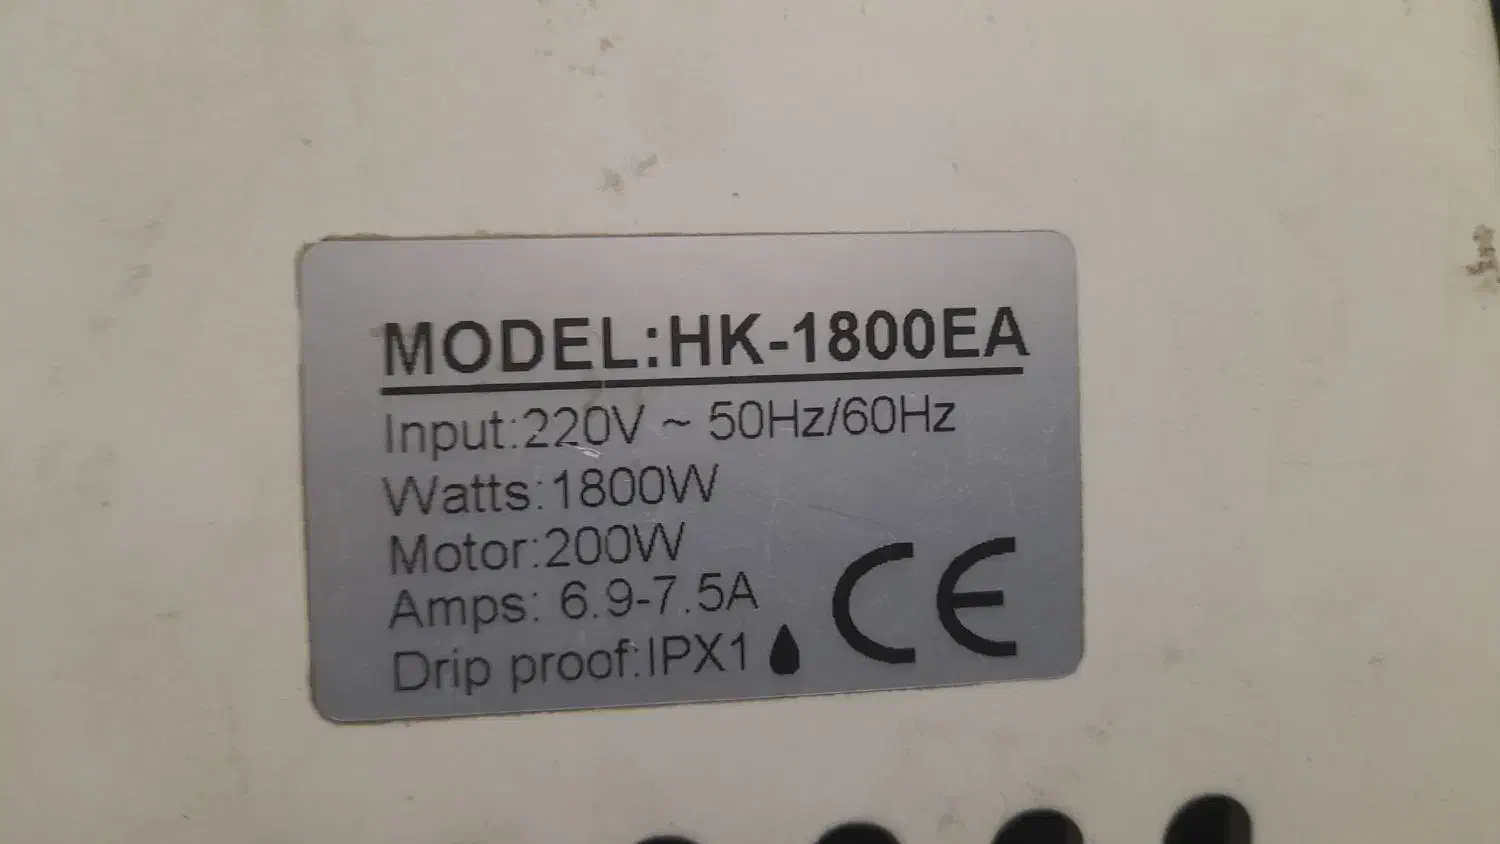 MODEL:HK-1800EA
Input:220V ~ 50Hz/60Hz
Watts:1800W
Motor:200W
Amps: 6.9-7.5A
Drip proof:IPX1
CE